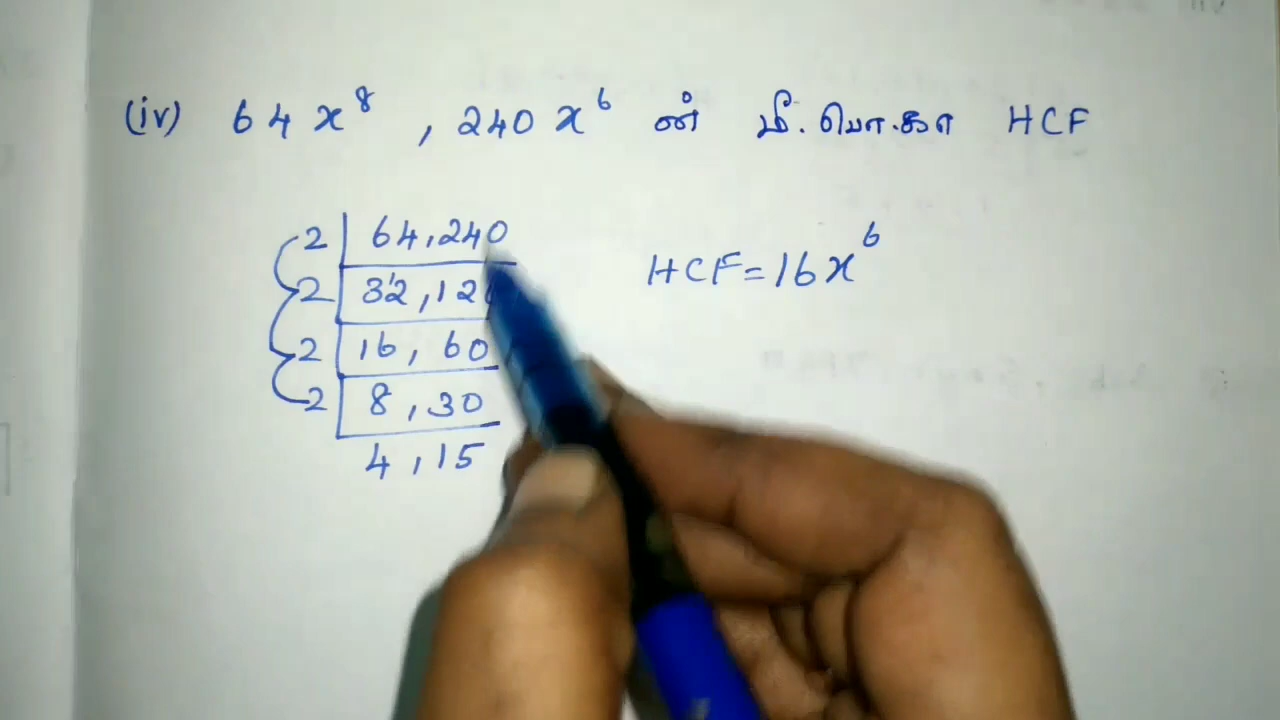 (iv) 64x⁸ , 240x⁶ ன் மீ.பொ.கா HCF
2 | 64,240
2 | 32,12
2 | 16, 60
2 | 8,30
4,15
HCF=16x⁶